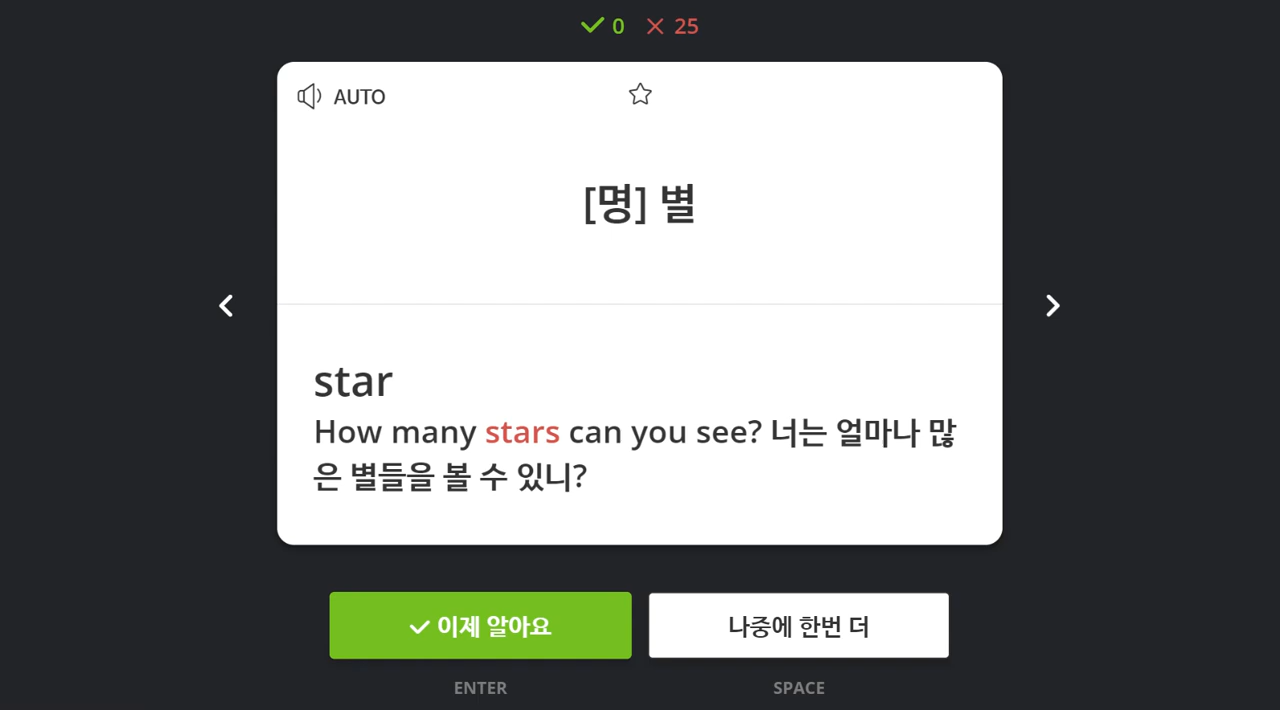 0 25
AUTO
[명] 별
star
How many stars can you see? 너는 얼마나 많
은 별들을 볼 수 있니?
이제 알아요 나중에 한번 더
ENTER SPACE